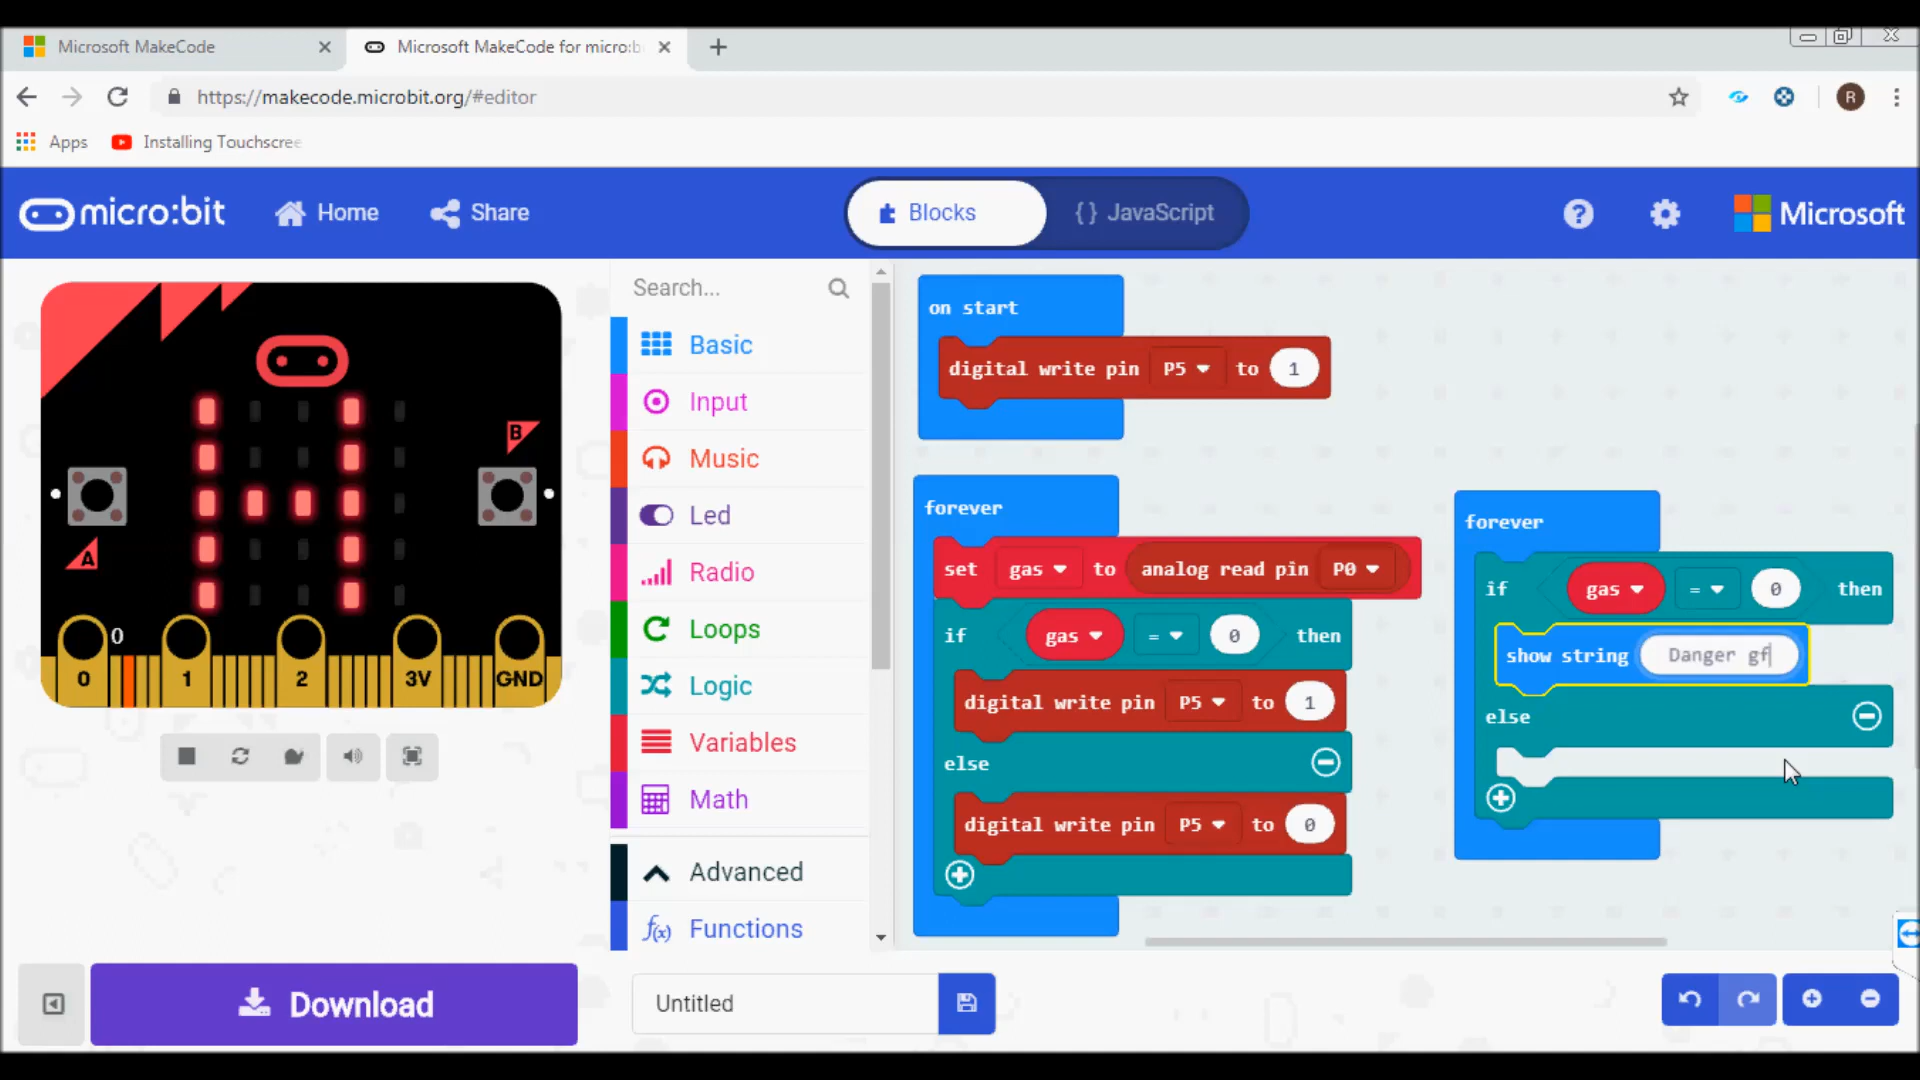 Microsoft MakeCode
Microsoft MakeCode for micro:b
https://makecode.microbit.org/#editor
R
Apps
Installing Touchscree
micro:bit
Home
Share
Blocks
{} JavaScript
?
Microsoft
Search...
Basic
Input
Music
Led
Radio
Loops
Logic
Variables
Math
Advanced
f(x) Functions
B
A
0
0
1
2
3V
GND
on start
digital write pin P5 to 1
forever
set gas to analog read pin P0
if gas = 0 then
digital write pin P5 to 1
else
digital write pin P5 to 0
forever
if gas = 0 then
show string Danger gf
else
Download
Untitled